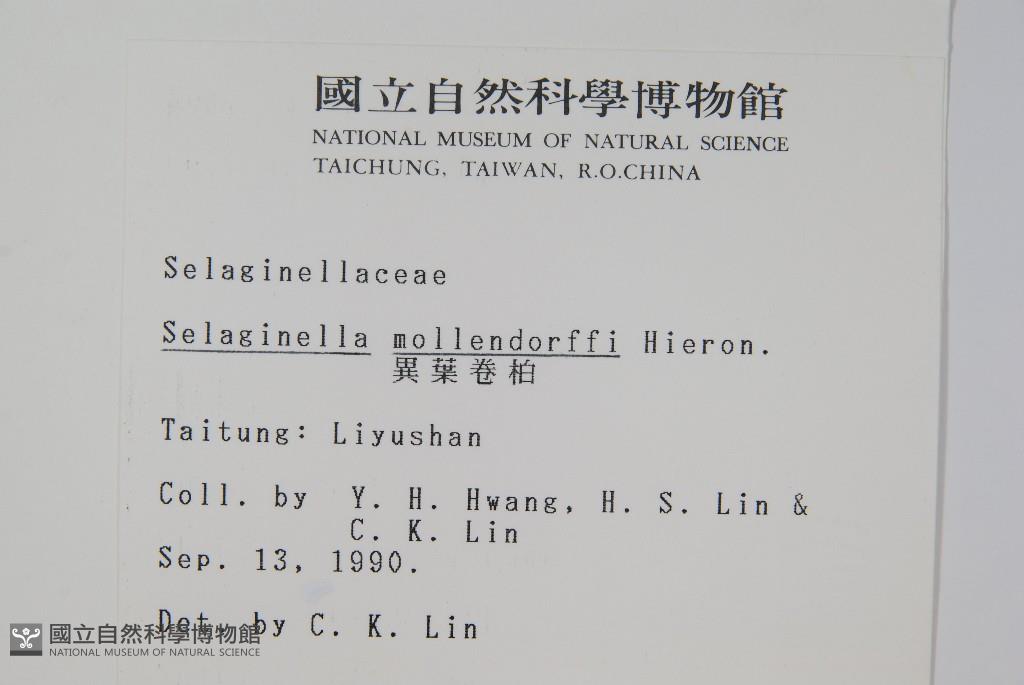 國立自然科學博物館
NATIONAL MUSEUM OF NATURAL SCIENCE
TAICHUNG, TAIWAN, R.O.CHINA
Selaginellaceae
Selaginella mollendorffi Hieron.
異葉卷柏
Taitung: Liyushan
Coll. by Y. H. Hwang, H. S. Lin &
C. K. Lin
Sep. 13, 1990.
Det. by C. K. Lin
國立自然科學博物館
NATIONAL MUSEUM OF NATURAL SCIENCE